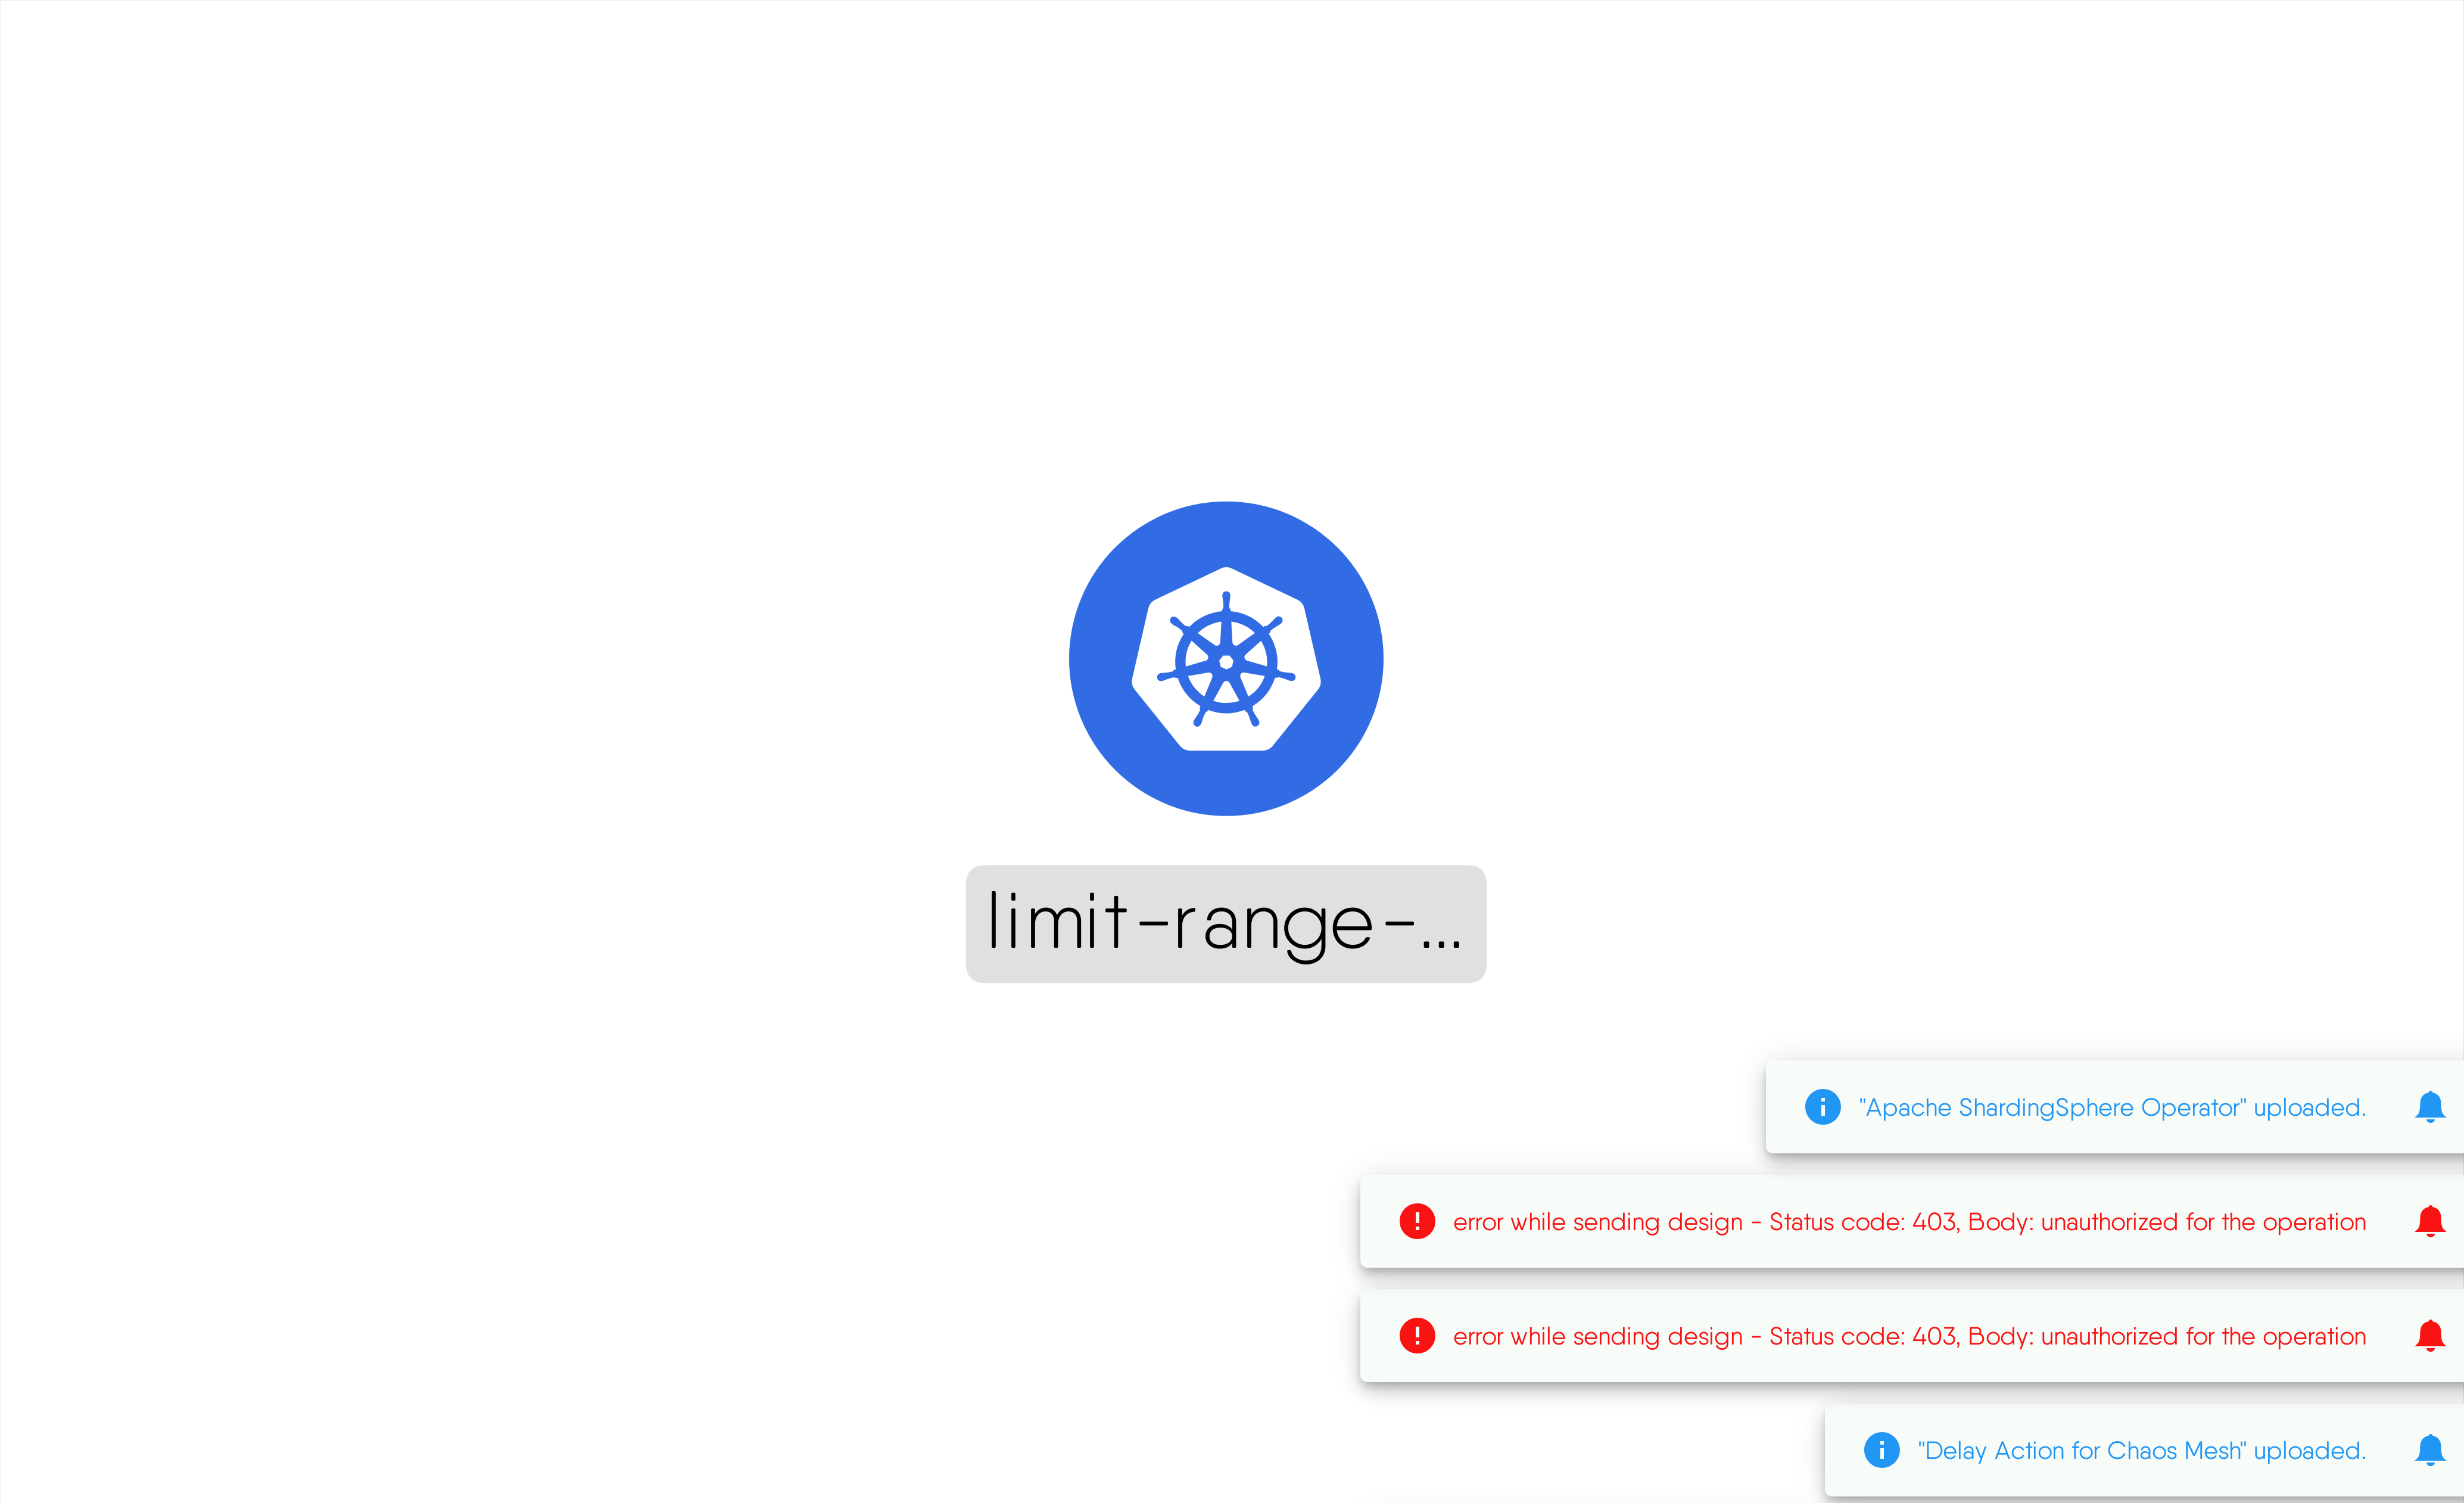 limit-range-...
"Apache ShardingSphere Operator" uploaded.
error while sending design - Status code: 403, Body: unauthorized for the operation
error while sending design - Status code: 403, Body: unauthorized for the operation
"Delay Action for Chaos Mesh" uploaded.